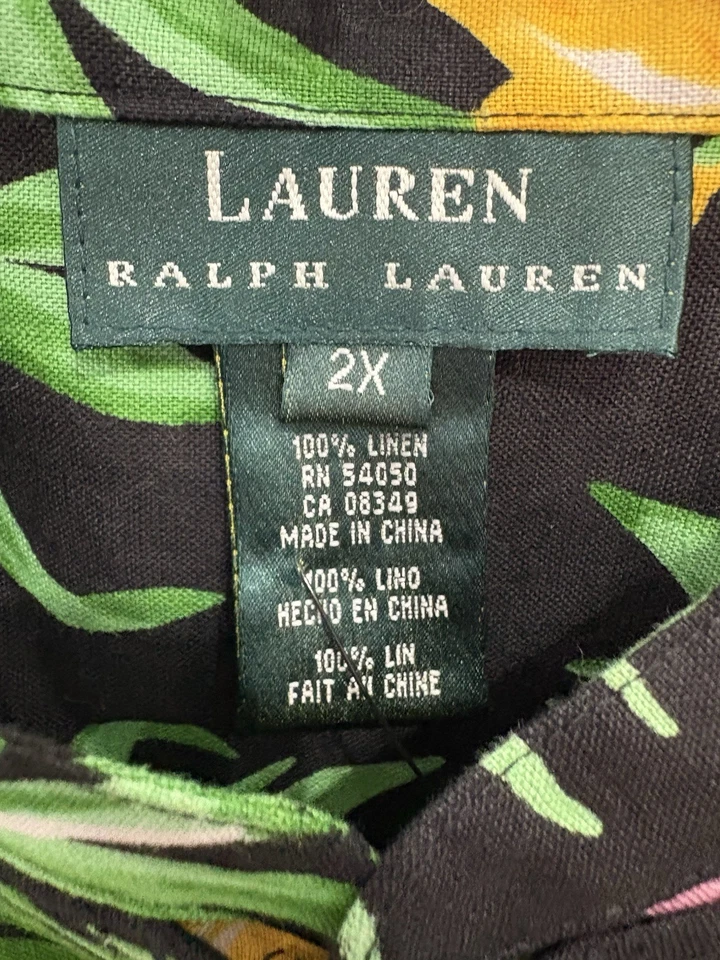 LAUREN
RALPH LAUREN
2X
100% LINEN
RN 54050
CA 08349
MADE IN CHINA
100% LINO
HECHO EN CHINA
100% LIN
FAIT AU CHINE